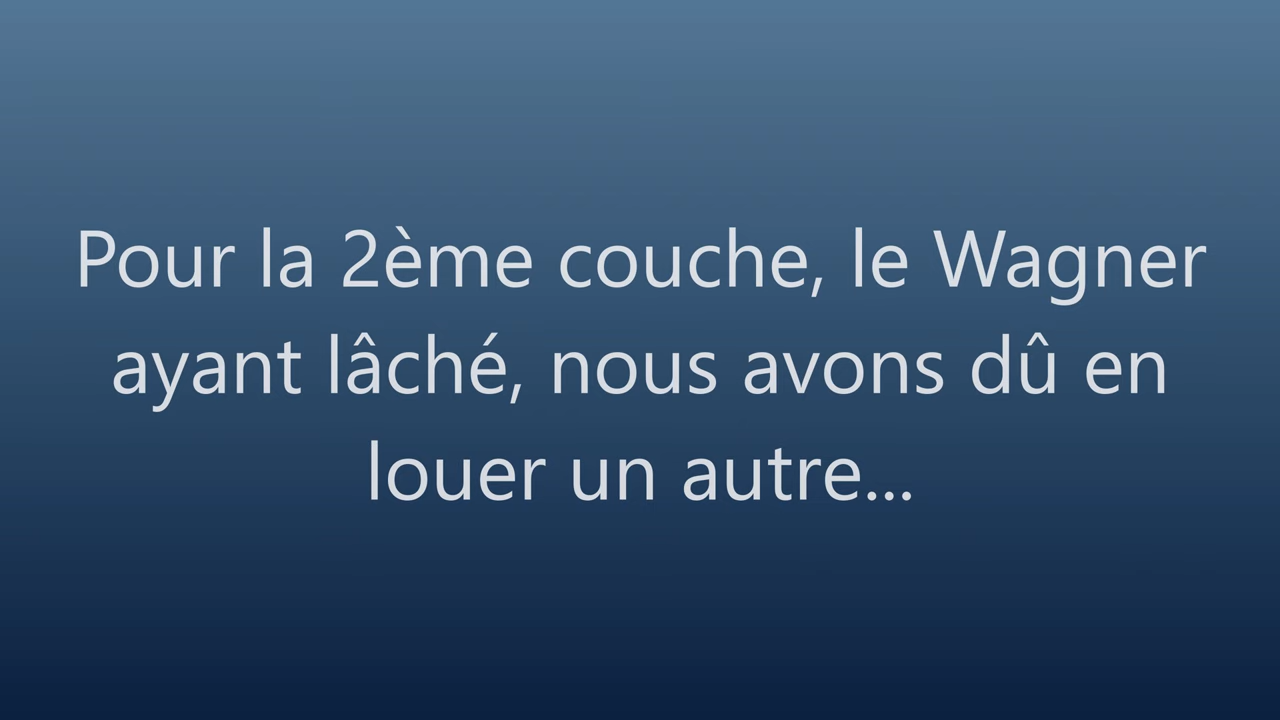 Pour la 2ème couche, le Wagner
ayant lâché, nous avons dû en
louer un autre...